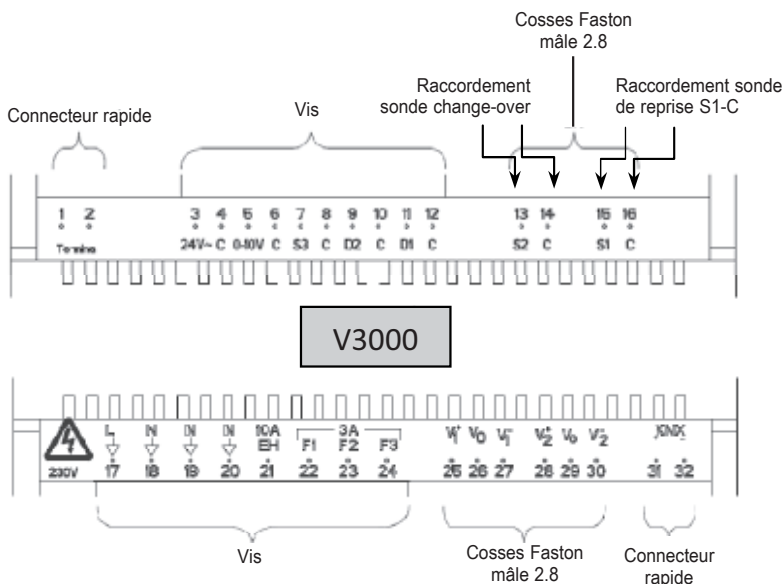 Cosses Faston
mâle 2.8
Raccordement
sonde change-over
Raccordement sonde
de reprise S1-C
Connecteur rapide
Vis
1 2 3 4 5 6 7 8 9 10 11 12 13 14 15 16
24V~ C 0-10V C S3 C D2 C D1 C S2 C S1 C
V3000
L N N N 10A 3A V1+ V0 V1- V2+ V0 V2- KNX
EH F1 F2 F3
230V 17 18 19 20 21 22 23 24 25 26 27 28 29 30 31 32
Vis
Cosses Faston
mâle 2.8
Connecteur
rapide